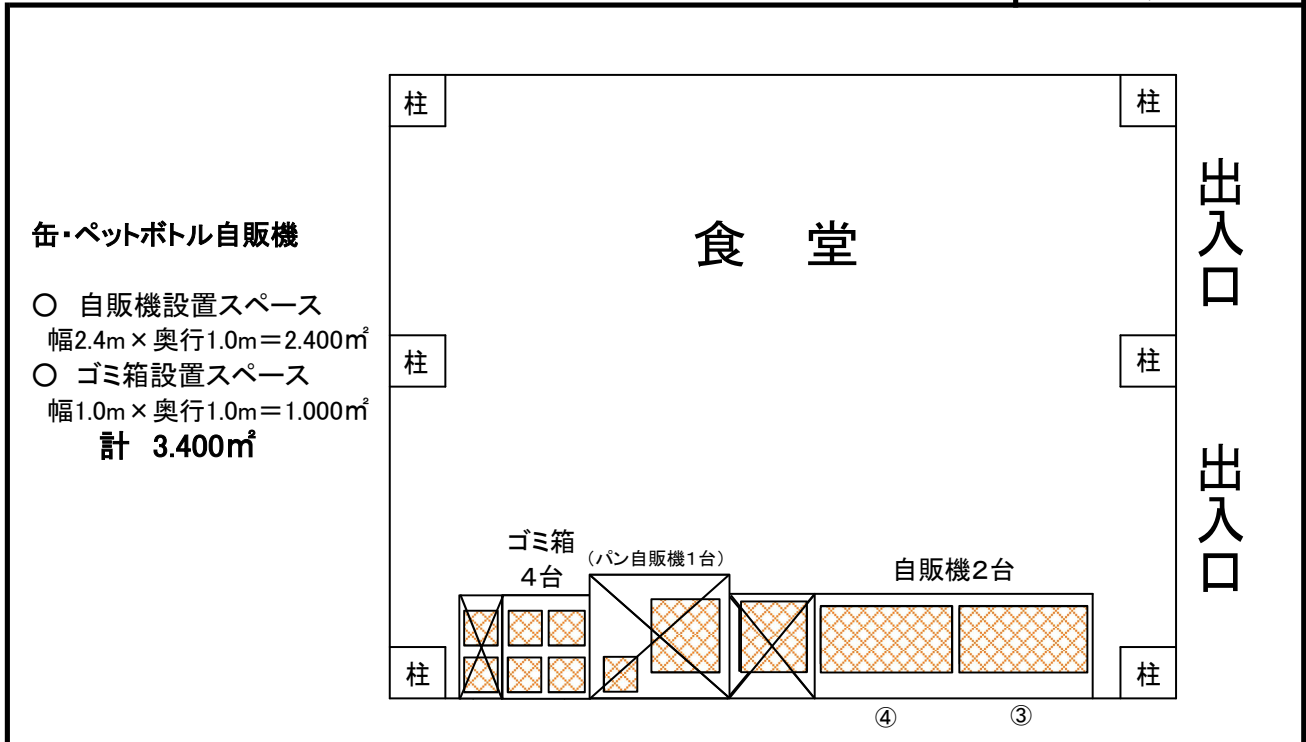 柱
柱
出入口
缶・ペットボトル自販機
食　堂
○　自販機設置スペース
幅2.4m×奥行1.0m＝2.400㎡
○　ゴミ箱設置スペース
幅1.0m×奥行1.0m＝1.000㎡
計　3.400㎡
柱
柱
出入口
ゴミ箱
４台
（パン自販機１台）
自販機２台
柱
柱
④
③